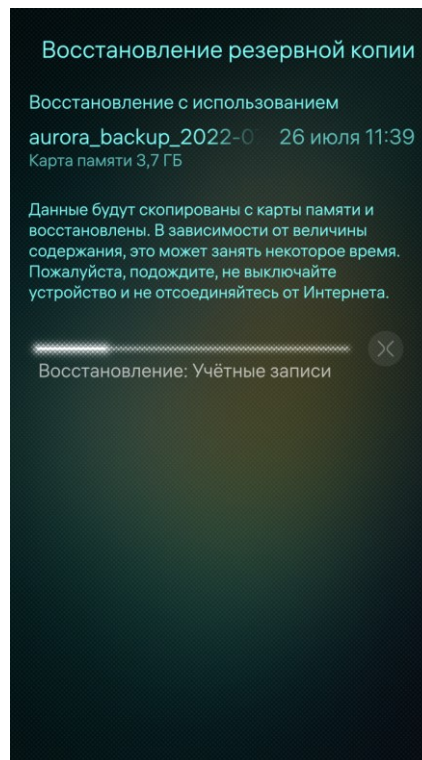 Восстановление резервной копии
Восстановление с использованием
aurora_backup_2022-0 26 июля 11:39
Карта памяти 3,7 ГБ
Данные будут скопированы с карты памяти и
восстановлены. В зависимости от величины
содержания, это может занять некоторое время.
Пожалуйста, подождите, не выключайте
устройство и не отсоединяйтесь от Интернета.
Восстановление: Учётные записи